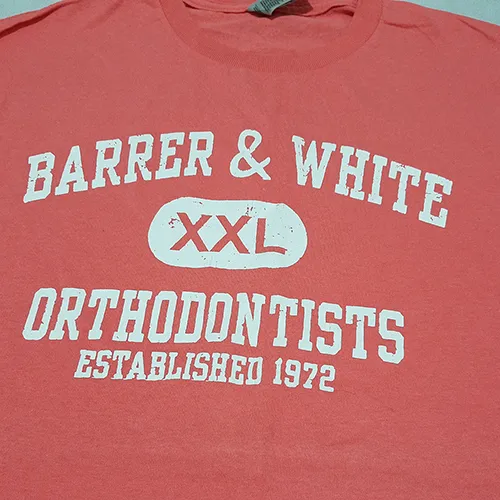 BARRER & WHITE
XXL
ORTHODONTISTS
ESTABLISHED 1972